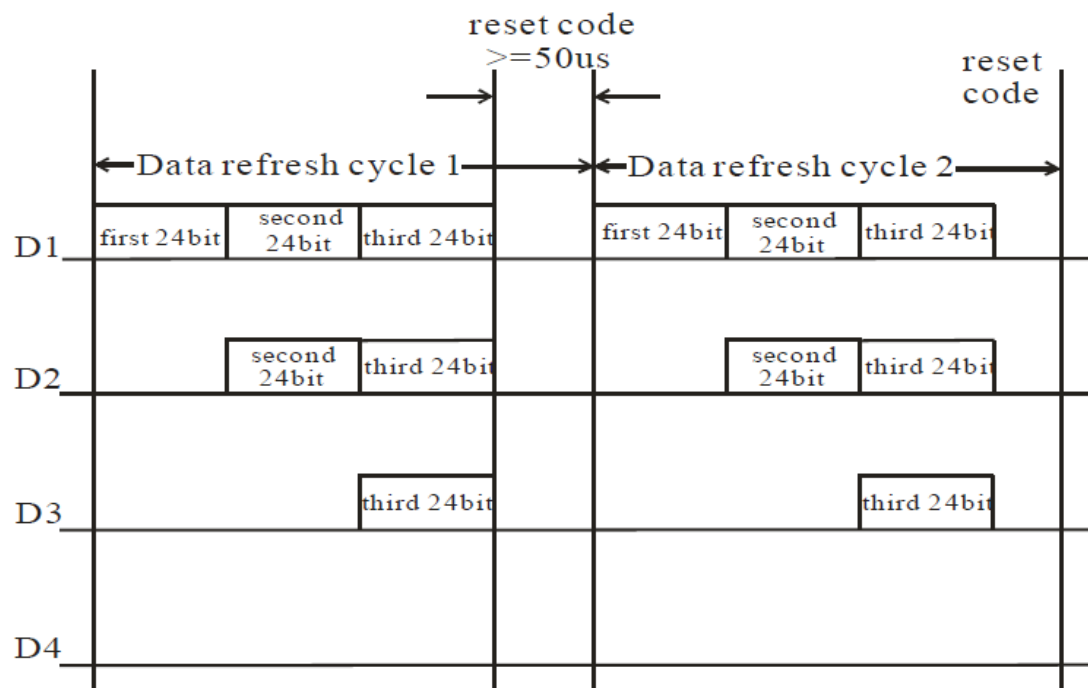 reset code
>=50us
reset
code
Data refresh cycle 1
Data refresh cycle 2
D1
first 24bit
second
24bit
third 24bit
first 24bit
second
24bit
third 24bit
D2
second
24bit
third 24bit
second
24bit
third 24bit
D3
third 24bit
third 24bit
D4